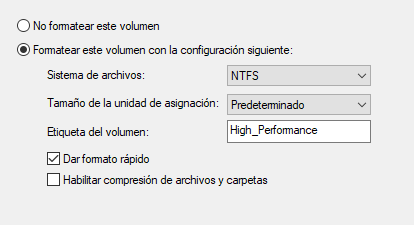 No formatear este volumen
Formatear este volumen con la configuración siguiente:
Sistema de archivos: NTFS
Tamaño de la unidad de asignación: Predeterminado
Etiqueta del volumen: High_Perfomance
Dar formato rápido
Habilitar compresión de archivos y carpetas